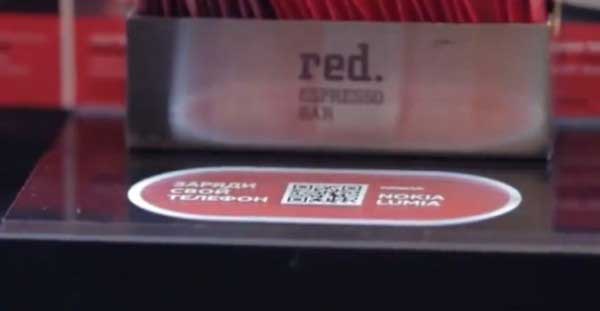 red.
ESPRESSO
BAR
ЗАРЯДИ
СВОЙ
ТЕЛЕФОН
NOKIA
LUMIA